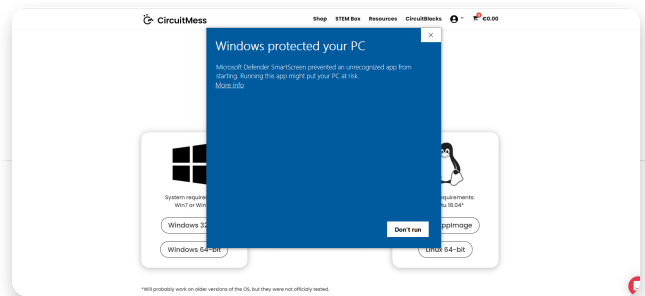 CircuitMess
Shop STEM Box Resources CircuitBlocks €0.00
Windows protected your PC
Microsoft Defender SmartScreen prevented an unrecognized app from
starting. Running this app might put your PC at risk.
More info
System require
Win7 or Win
Windows 32
Windows 64-bit
equirements:
tu 18.04*
ppImage
Linux 64-bit
Don't run
*Will probably work on older versions of the OS, but they were not officialy tested.